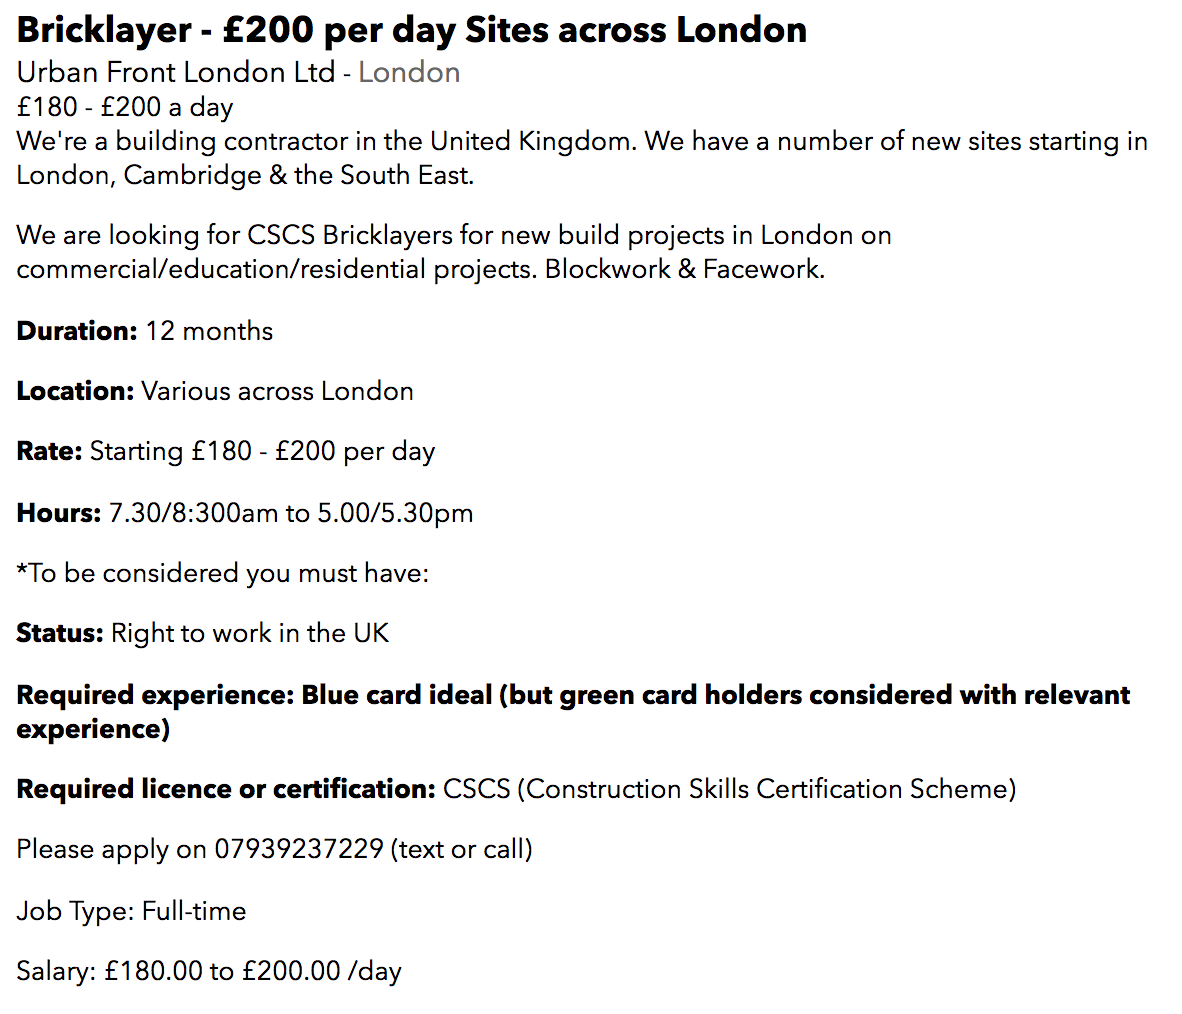 Bricklayer - £200 per day Sites across London
Urban Front London Ltd - London
£180 - £200 a day
We're a building contractor in the United Kingdom. We have a number of new sites starting in
London, Cambridge & the South East.
We are looking for CSCS Bricklayers for new build projects in London on
commercial/education/residential projects. Blockwork & Facework.
Duration: 12 months
Location: Various across London
Rate: Starting £180 - £200 per day
Hours: 7.30/8:300am to 5.00/5.30pm
*To be considered you must have:
Status: Right to work in the UK
Required experience: Blue card ideal (but green card holders considered with relevant
experience)
Required licence or certification: CSCS (Construction Skills Certification Scheme)
Please apply on 07939237229 (text or call)
Job Type: Full-time
Salary: £180.00 to £200.00 /day